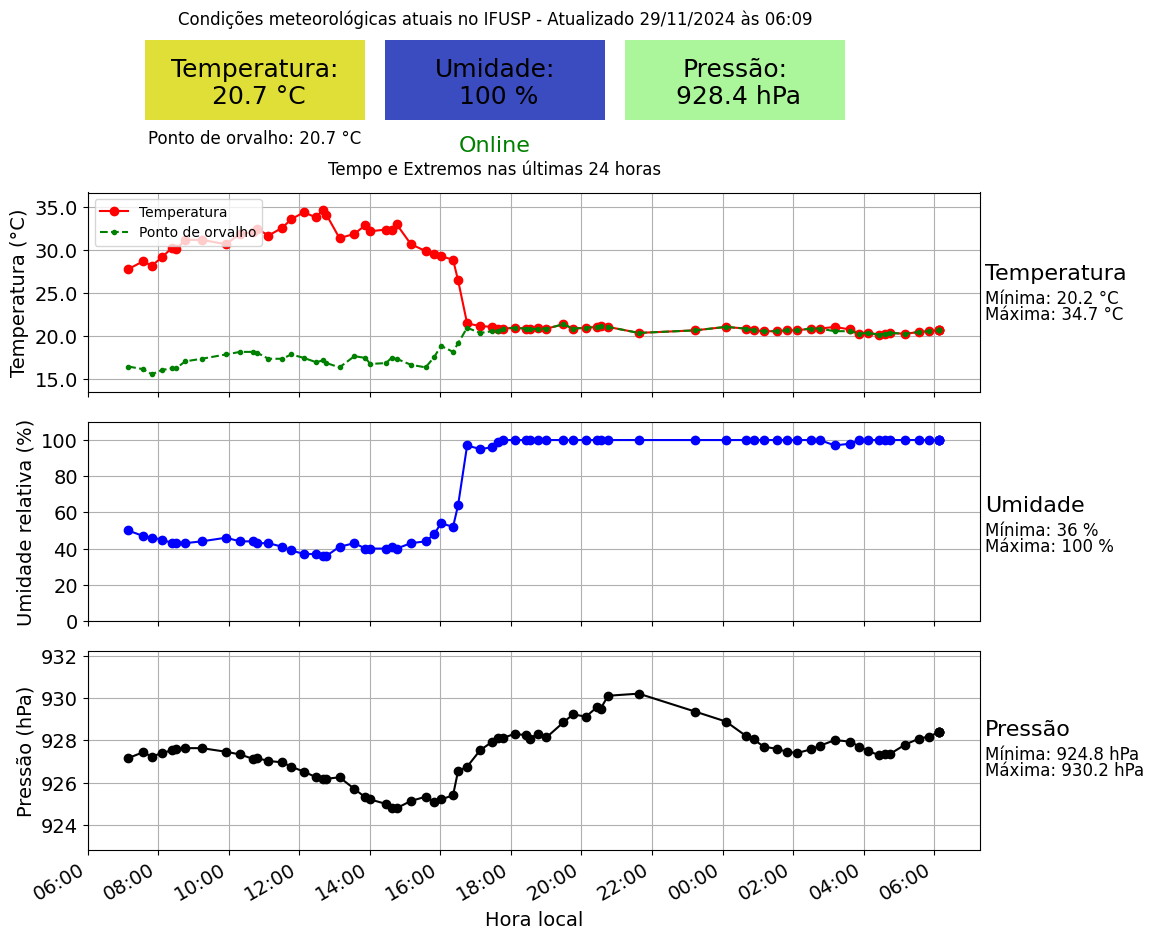 Condições meteorológicas atuais no IFUSP - Atualizado 29/11/2024 às 06:09
Temperatura:
20.7 °C
Umidade:
100 %
Pressão:
928.4 hPa
Ponto de orvalho: 20.7 °C
Online
Tempo e Extremos nas últimas 24 horas
Temperatura (°C)
35.0
30.0
25.0
20.0
15.0
Temperatura
Ponto de orvalho
Temperatura
Mínima: 20.2 °C
Máxima: 34.7 °C
Umidade relativa (%)
100
80
60
40
20
0
Umidade
Mínima: 36 %
Máxima: 100 %
Pressão (hPa)
932
930
928
926
924
Pressão
Mínima: 924.8 hPa
Máxima: 930.2 hPa
06:00 08:00 10:00 12:00 14:00 16:00 18:00 20:00 22:00 00:00 02:00 04:00 06:00
Hora local